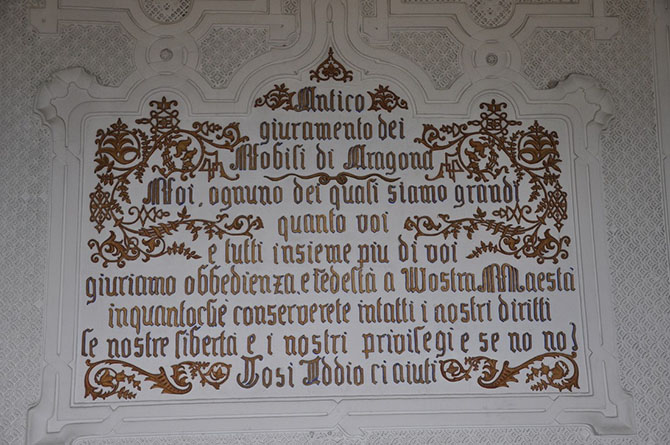 Antico
giuramento dei
Nobili di Aragona
Noi, ognuno dei quali siamo grandi
quanto voi
e tutti insieme piu di voi
giuriamo obbedienza e fedeltà a Vostra Maestà
inquantoché conserverete intatti i nostri diritti
le nostre libertà e i nostri privilegi e se no no!
Così Iddio ci aiuti